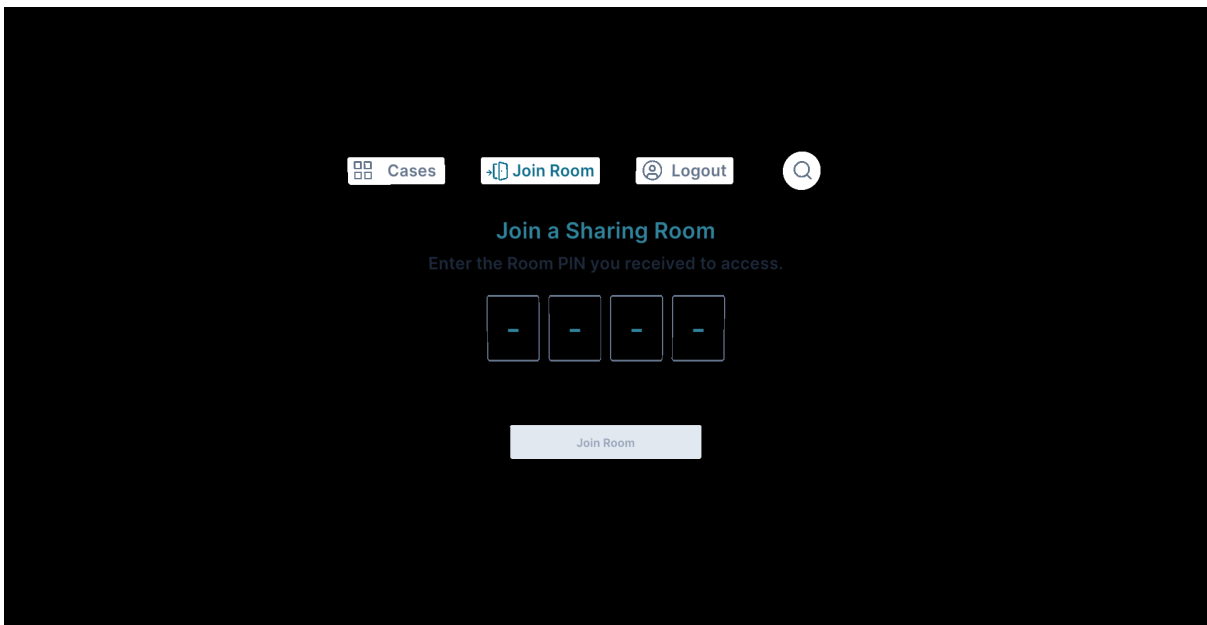 Cases Join Room Logout
Join a Sharing Room
Enter the Room PIN you received to access.
- - - -
Join Room